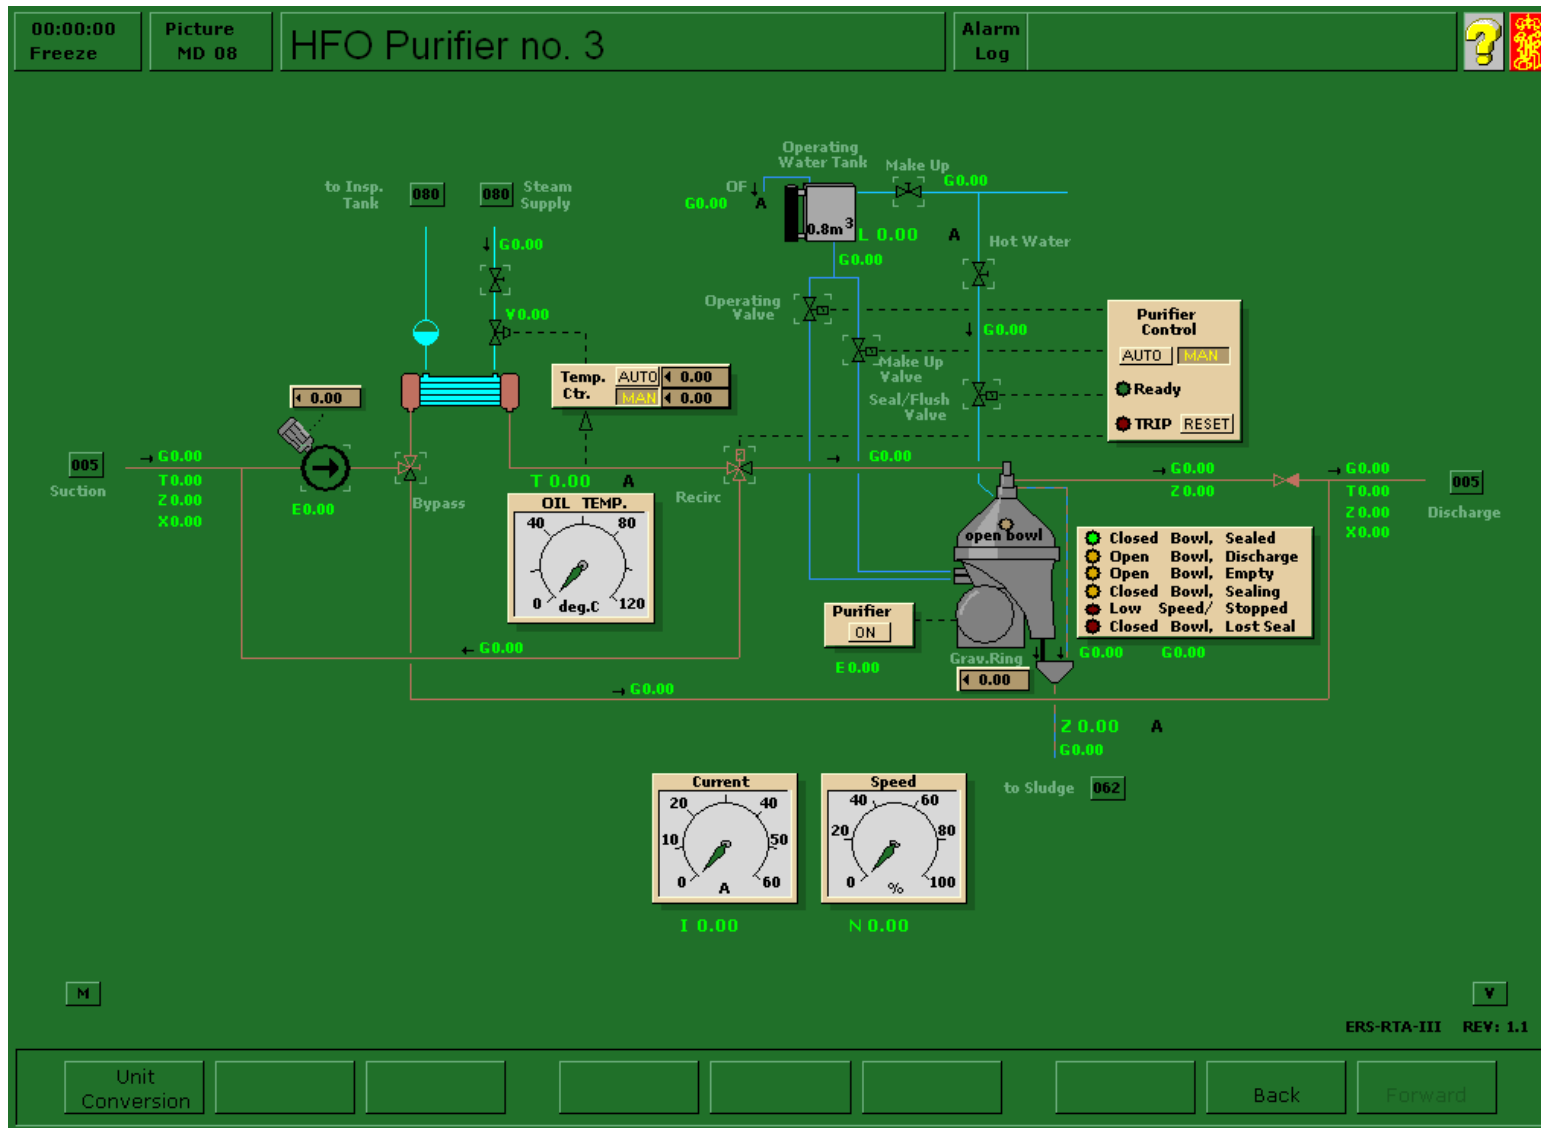 00:00:00
Freeze
Picture
MD 08
HFO Purifier no. 3
Alarm
Log
?
Operating
Water Tank
Make Up
G0.00
to Insp.
Tank
080
080
Steam
Supply
OF
G0.00
A
0.8m3
L 0.00
A
Hot Water
G0.00
G0.00
Operating
Valve
V0.00
G0.00
Purifier
Control
AUTO
MAN
Ready
TRIP
RESET
Make Up
Valve
Temp.
Ctr.
AUTO
0.00
MAN
0.00
Seal/Flush
Valve
0.00
005
Suction
G0.00
T0.00
Z0.00
X0.00
E0.00
Bypass
T 0.00
A
Recirc
G0.00
G0.00
Z0.00
G0.00
T0.00
Z0.00
X0.00
005
Discharge
OIL TEMP.
40
80
0
deg.C
120
open bowl
Closed Bowl, Sealed
Open Bowl, Discharge
Open Bowl, Empty
Closed Bowl, Sealing
Low Speed/ Stopped
Closed Bowl, Lost Seal
Purifier
ON
E0.00
G0.00
Grav.Ring
0.00
G0.00
G0.00
G0.00
Z0.00
A
G0.00
to Sludge
062
Current
20
40
10
50
0
A
60
I 0.00
Speed
40
60
20
80
0
%
100
N 0.00
M
V
ERS-RTA-III
REV: 1.1
Unit
Conversion
Back
Forward